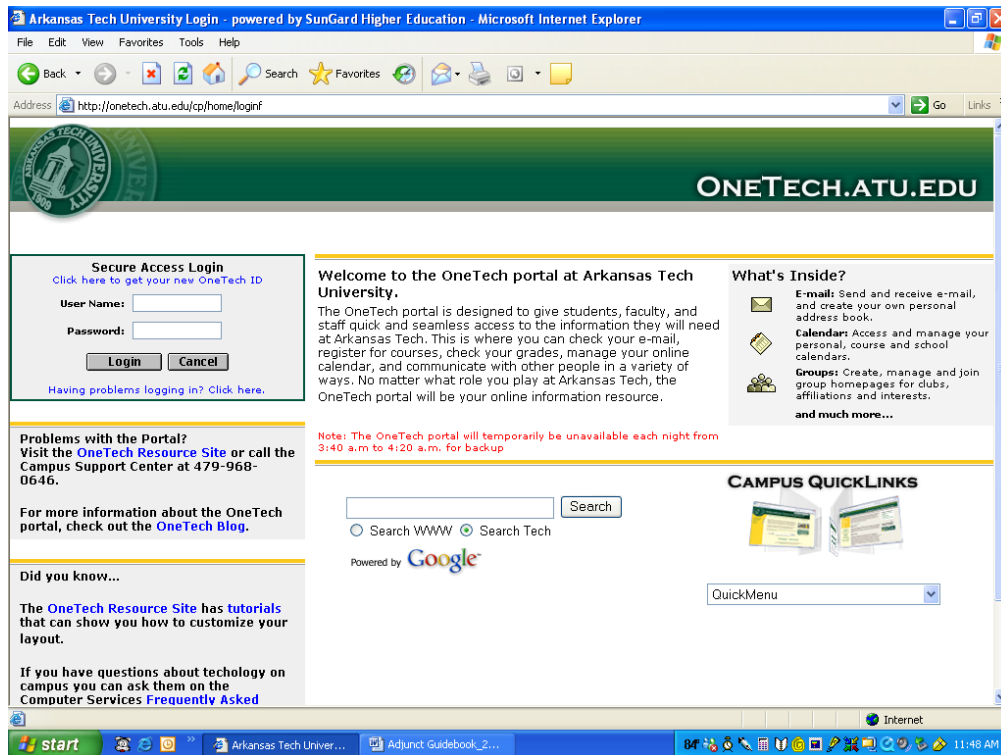 Arkansas Tech University Login - powered by SunGard Higher Education - Microsoft Internet Explorer
File Edit View Favorites Tools Help
Back Search Favorites
Address http://onetech.atu.edu/cp/home/loginf Go Links
ARKANSAS TECH UNIVERSITY
1909
ONETECH.ATU.EDU
Secure Access Login
Click here to get your new OneTech ID
User Name:
Password:
Login Cancel
Having problems logging in? Click here.
Problems with the Portal?
Visit the OneTech Resource Site or call the
Campus Support Center at 479-968-
0646.
For more information about the OneTech
portal, check out the OneTech Blog.
Did you know...
The OneTech Resource Site has tutorials
that can show you how to customize your
layout.
If you have questions about techology on
campus you can ask them on the
Computer Services Frequently Asked
Welcome to the OneTech portal at Arkansas Tech
University.
The OneTech portal is designed to give students, faculty, and
staff quick and seamless access to the information they will need
at Arkansas Tech. This is where you can check your e-mail,
register for courses, check your grades, manage your online
calendar, and communicate with other people in a variety of
ways. No matter what role you play at Arkansas Tech, the
OneTech portal will be your online information resource.
Note: The OneTech portal will temporarily be unavailable each night from
3:40 a.m to 4:20 a.m. for backup
Search
Search WWW Search Tech
Powered by Google
What's Inside?
E-mail: Send and receive e-mail,
and create your own personal
address book.
Calendar: Access and manage your
personal, course and school
calendars.
Groups: Create, manage and join
group homepages for clubs,
affiliations and interests.
and much more...
CAMPUS QUICKLINKS
QuickMenu
Internet
start Arkansas Tech Univer... Adjunct Guidebook_2... 84° 11:48 AM